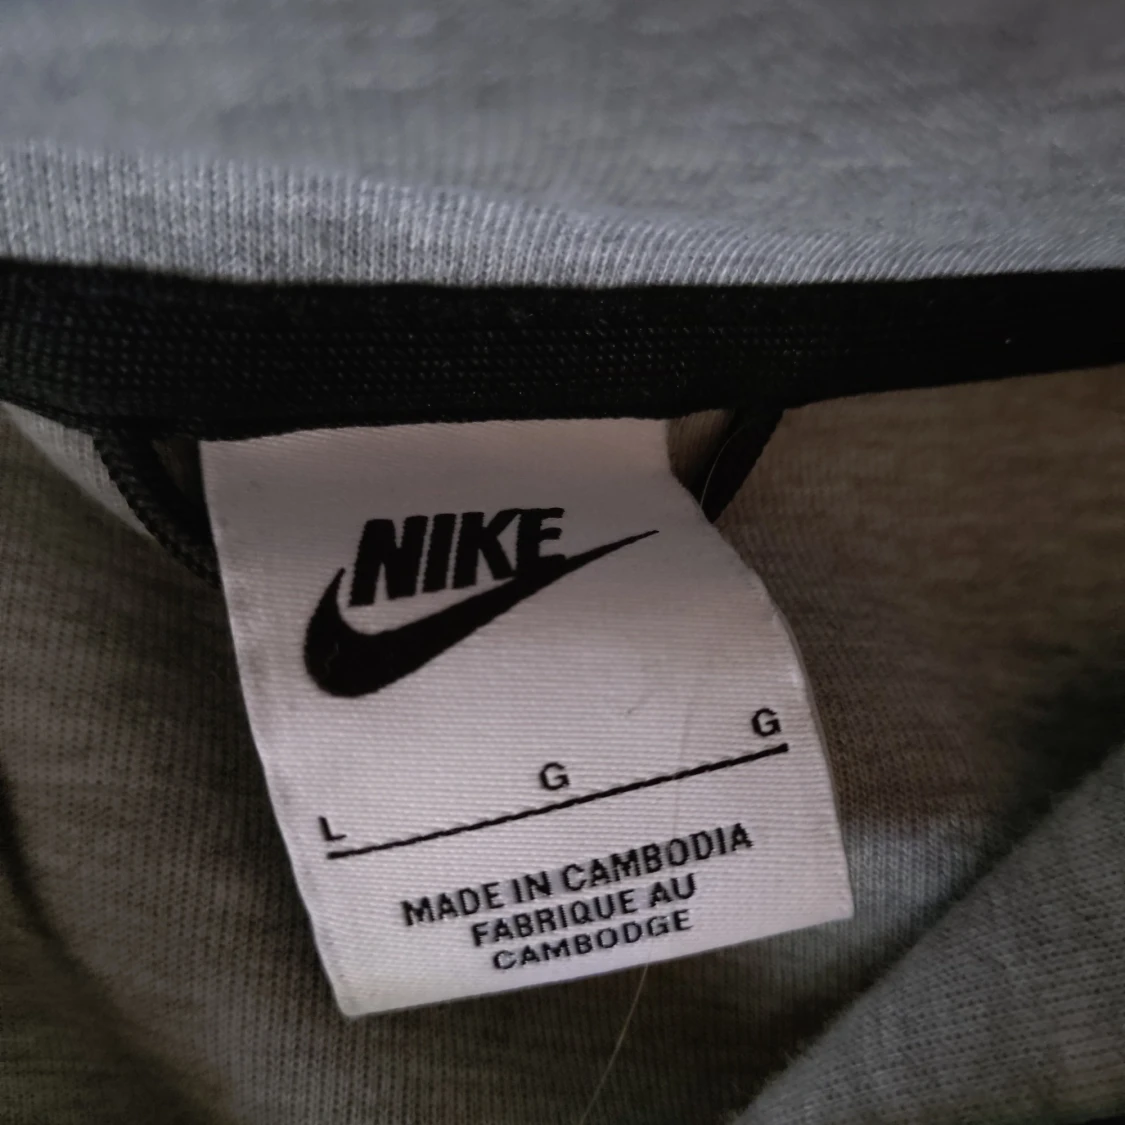 NIKE
L G G
MADE IN CAMBODIA
FABRIQUE AU
CAMBODGE